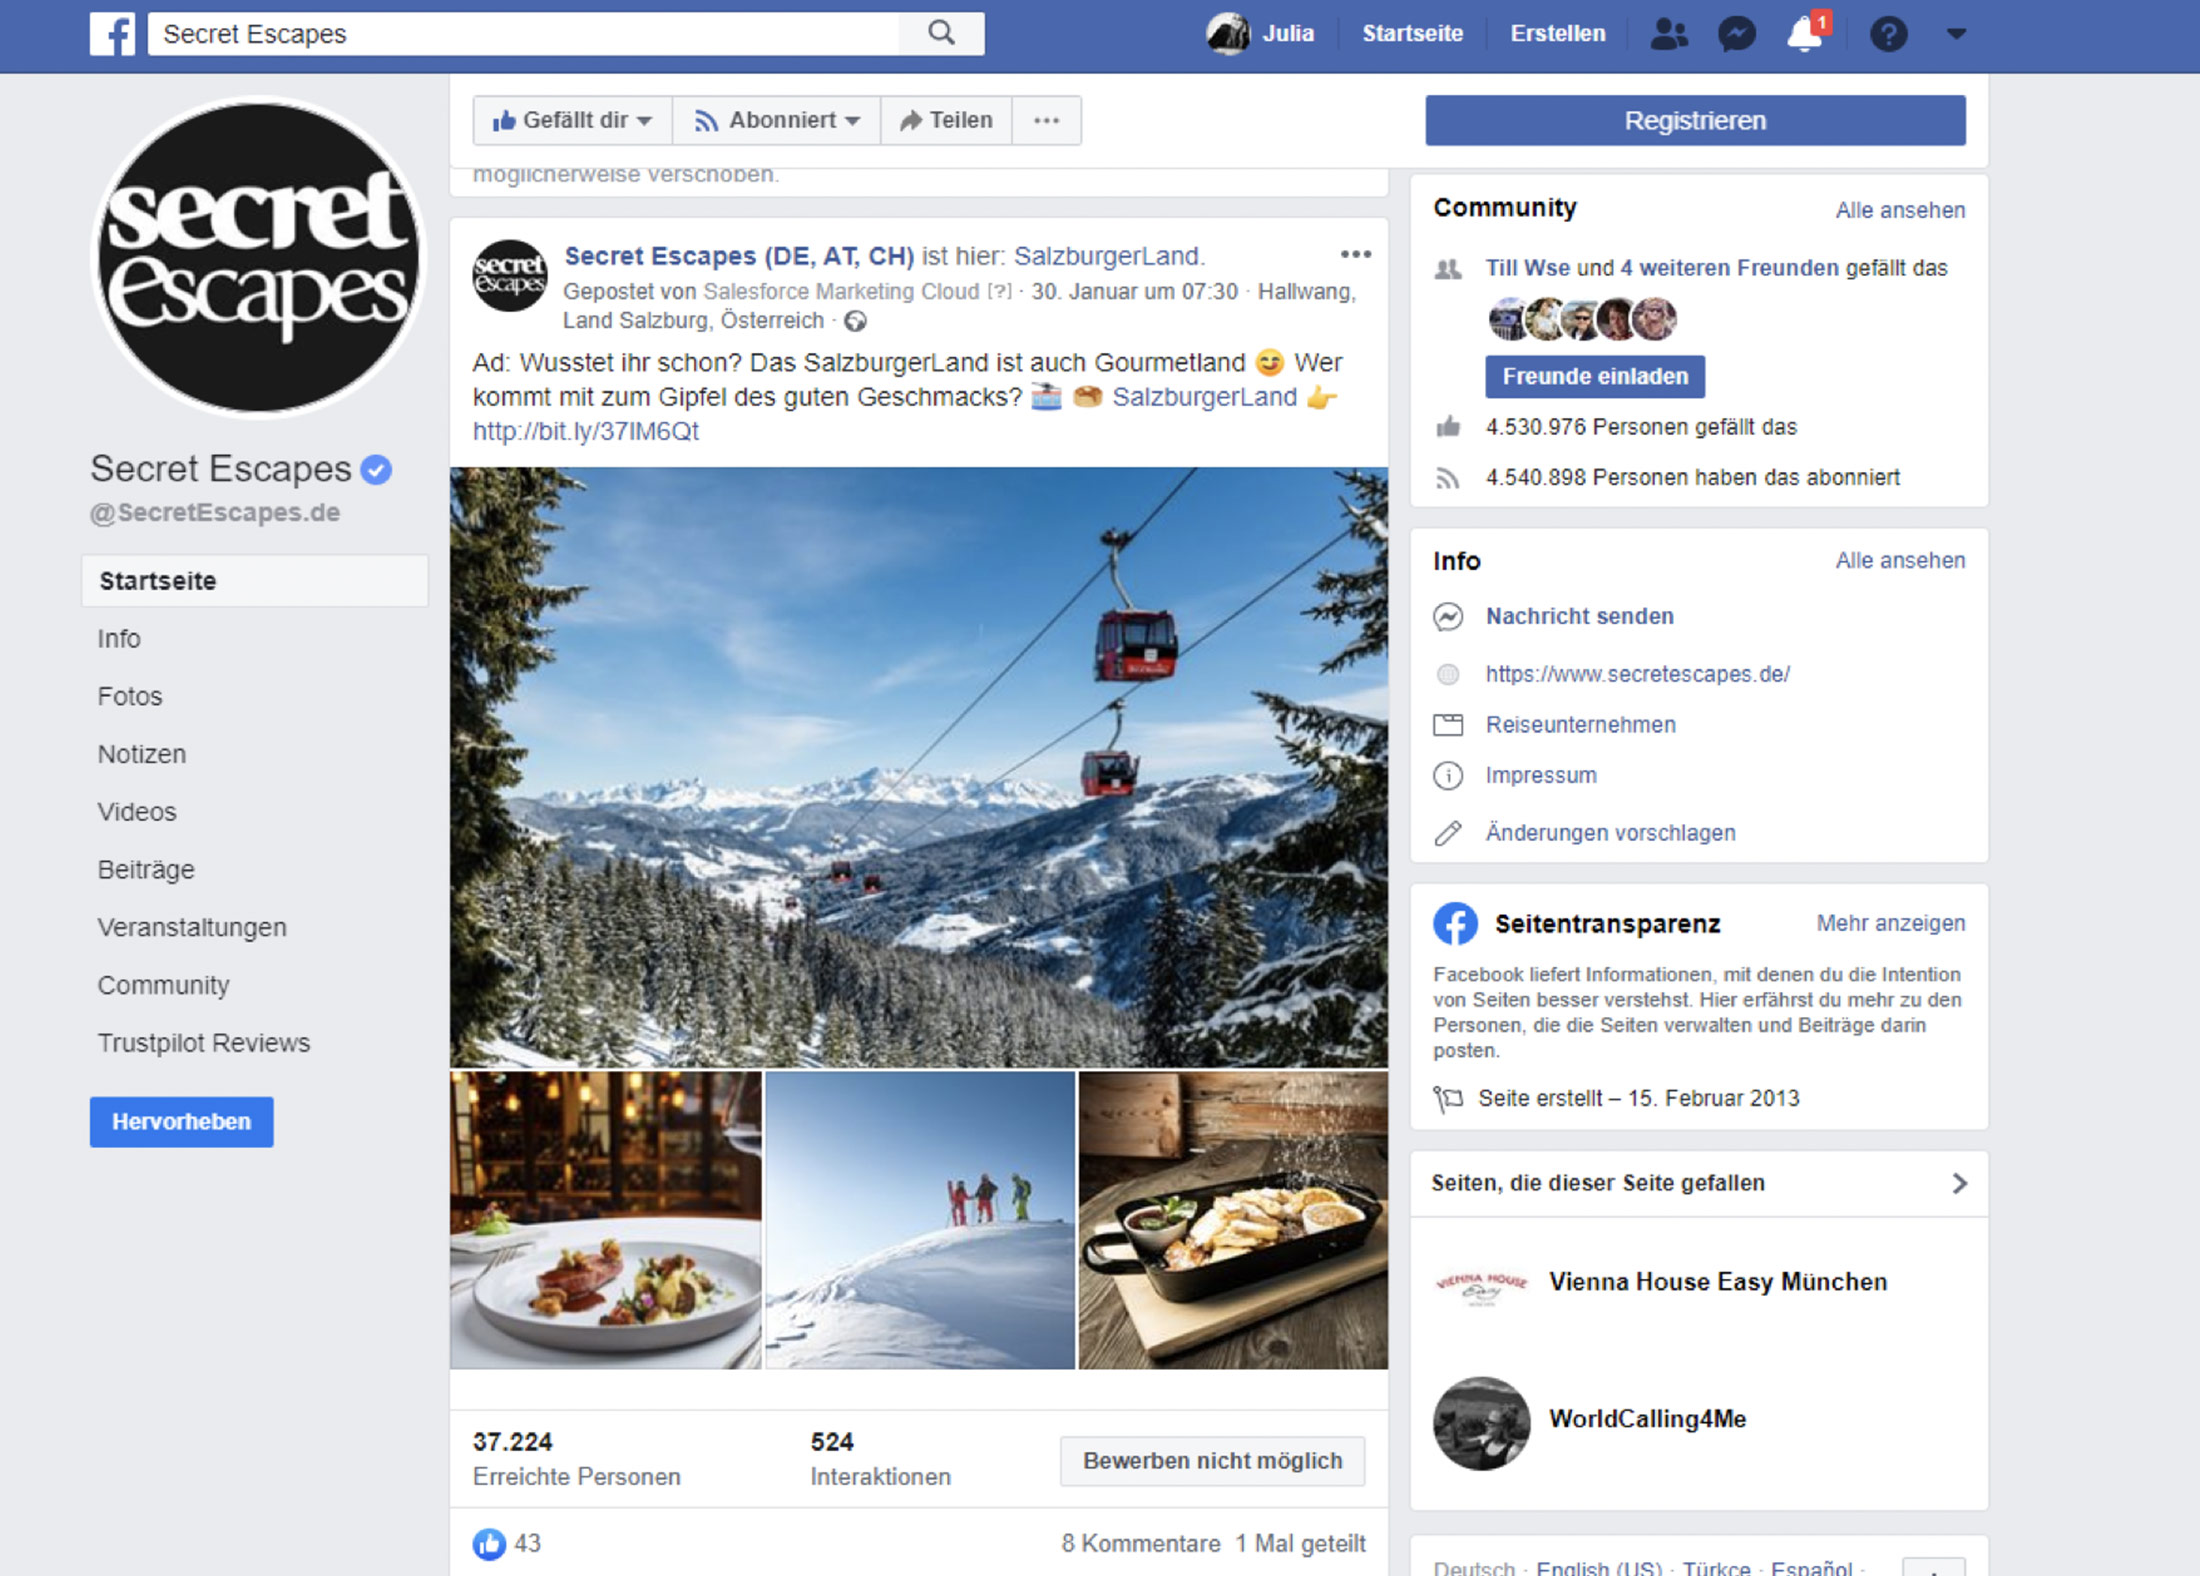 Secret Escapes
Julia
Startseite
Erstellen
1
?
secret
escapes
Secret Escapes
@SecretEscapes.de
Startseite
Info
Fotos
Notizen
Videos
Beiträge
Veranstaltungen
Community
Trustpilot Reviews
Hervorheben
Gefällt dir
Abonniert
Teilen
Registrieren
möglicherweise verschoben.
secret
escapes
Secret Escapes (DE, AT, CH) ist hier: SalzburgerLand.
Gepostet von Salesforce Marketing Cloud [?] · 30. Januar um 07:30 · Hallwang,
Land Salzburg, Österreich ·
Ad: Wusstet ihr schon? Das SalzburgerLand ist auch Gourmetland 😋 Wer
kommt mit zum Gipfel des guten Geschmacks? 🚠 🥞 SalzburgerLand 👉
http://bit.ly/37IM6Qt
37.224
Erreichte Personen
524
Interaktionen
Bewerben nicht möglich
43
8 Kommentare 1 Mal geteilt
Community
Alle ansehen
Till Wse und 4 weiteren Freunden gefällt das
Freunde einladen
4.530.976 Personen gefällt das
4.540.898 Personen haben das abonniert
Info
Alle ansehen
Nachricht senden
https://www.secretescapes.de/
Reiseunternehmen
Impressum
Änderungen vorschlagen
Seitentransparenz
Mehr anzeigen
Facebook liefert Informationen, mit denen du die Intention
von Seiten besser verstehst. Hier erfährst du mehr zu den
Personen, die die Seiten verwalten und Beiträge darin
posten.
Seite erstellt – 15. Februar 2013
Seiten, die dieser Seite gefallen
VIENNA HOUSE
Easy
Vienna House Easy München
WorldCalling4Me
Deutsch · English (US) · Türkçe · Español ·